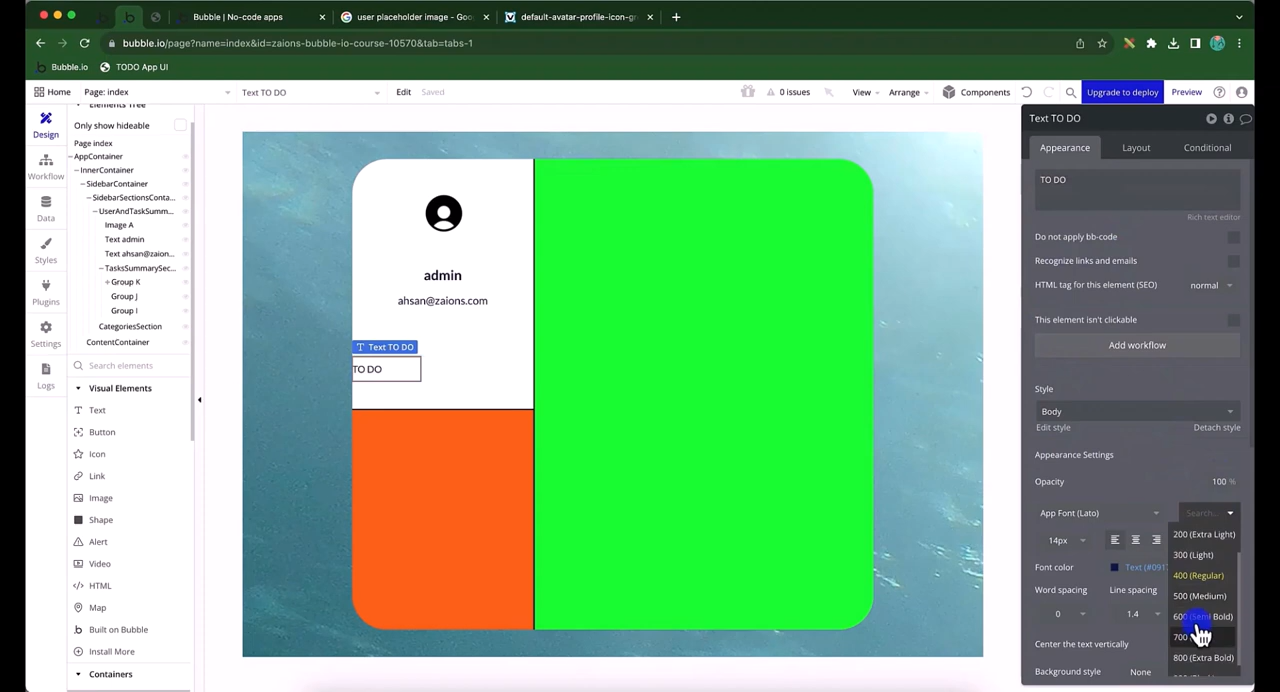 Bubble | No-code apps
user placeholder image - Goo
default-avatar-profile-icon-gr
bubble.io/page?name=index&id=zaions-bubble-io-course-10570&tab=tabs-1
Bubble.io
TODO App UI
Home
Page: index
Text TO DO
Edit
Saved
0 issues
View
Arrange
Components
Upgrade to deploy
Preview
Design
Workflow
Data
Styles
Plugins
Settings
Logs
Elements Tree
Only show hideable
Page index
AppContainer
InnerContainer
SidebarContainer
SidebarSectionsConta...
UserAndTaskSumm...
Image A
Text admin
Text ahsan@zaion...
TasksSummarySec...
Group K
Group J
Group I
CategoriesSection
ContentContainer
Search elements
Visual Elements
Text
Button
Icon
Link
Image
Shape
Alert
Video
HTML
Map
Built on Bubble
Install More
Containers
admin
ahsan@zaions.com
Text TO DO
TO DO
Text TO DO
Appearance
Layout
Conditional
TO DO
Rich text editor
Do not apply bb-code
Recognize links and emails
HTML tag for this element (SEO)
normal
This element isn't clickable
Add workflow
Style
Body
Edit style
Detach style
Appearance Settings
Opacity
100 %
App Font (Lato)
Search...
14px
Font color
Text (#091
Word spacing
Line spacing
0
1.4
Center the text vertically
Background style
None
200 (Extra Light)
300 (Light)
400 (Regular)
500 (Medium)
600 (Semi Bold)
700
800 (Extra Bold)